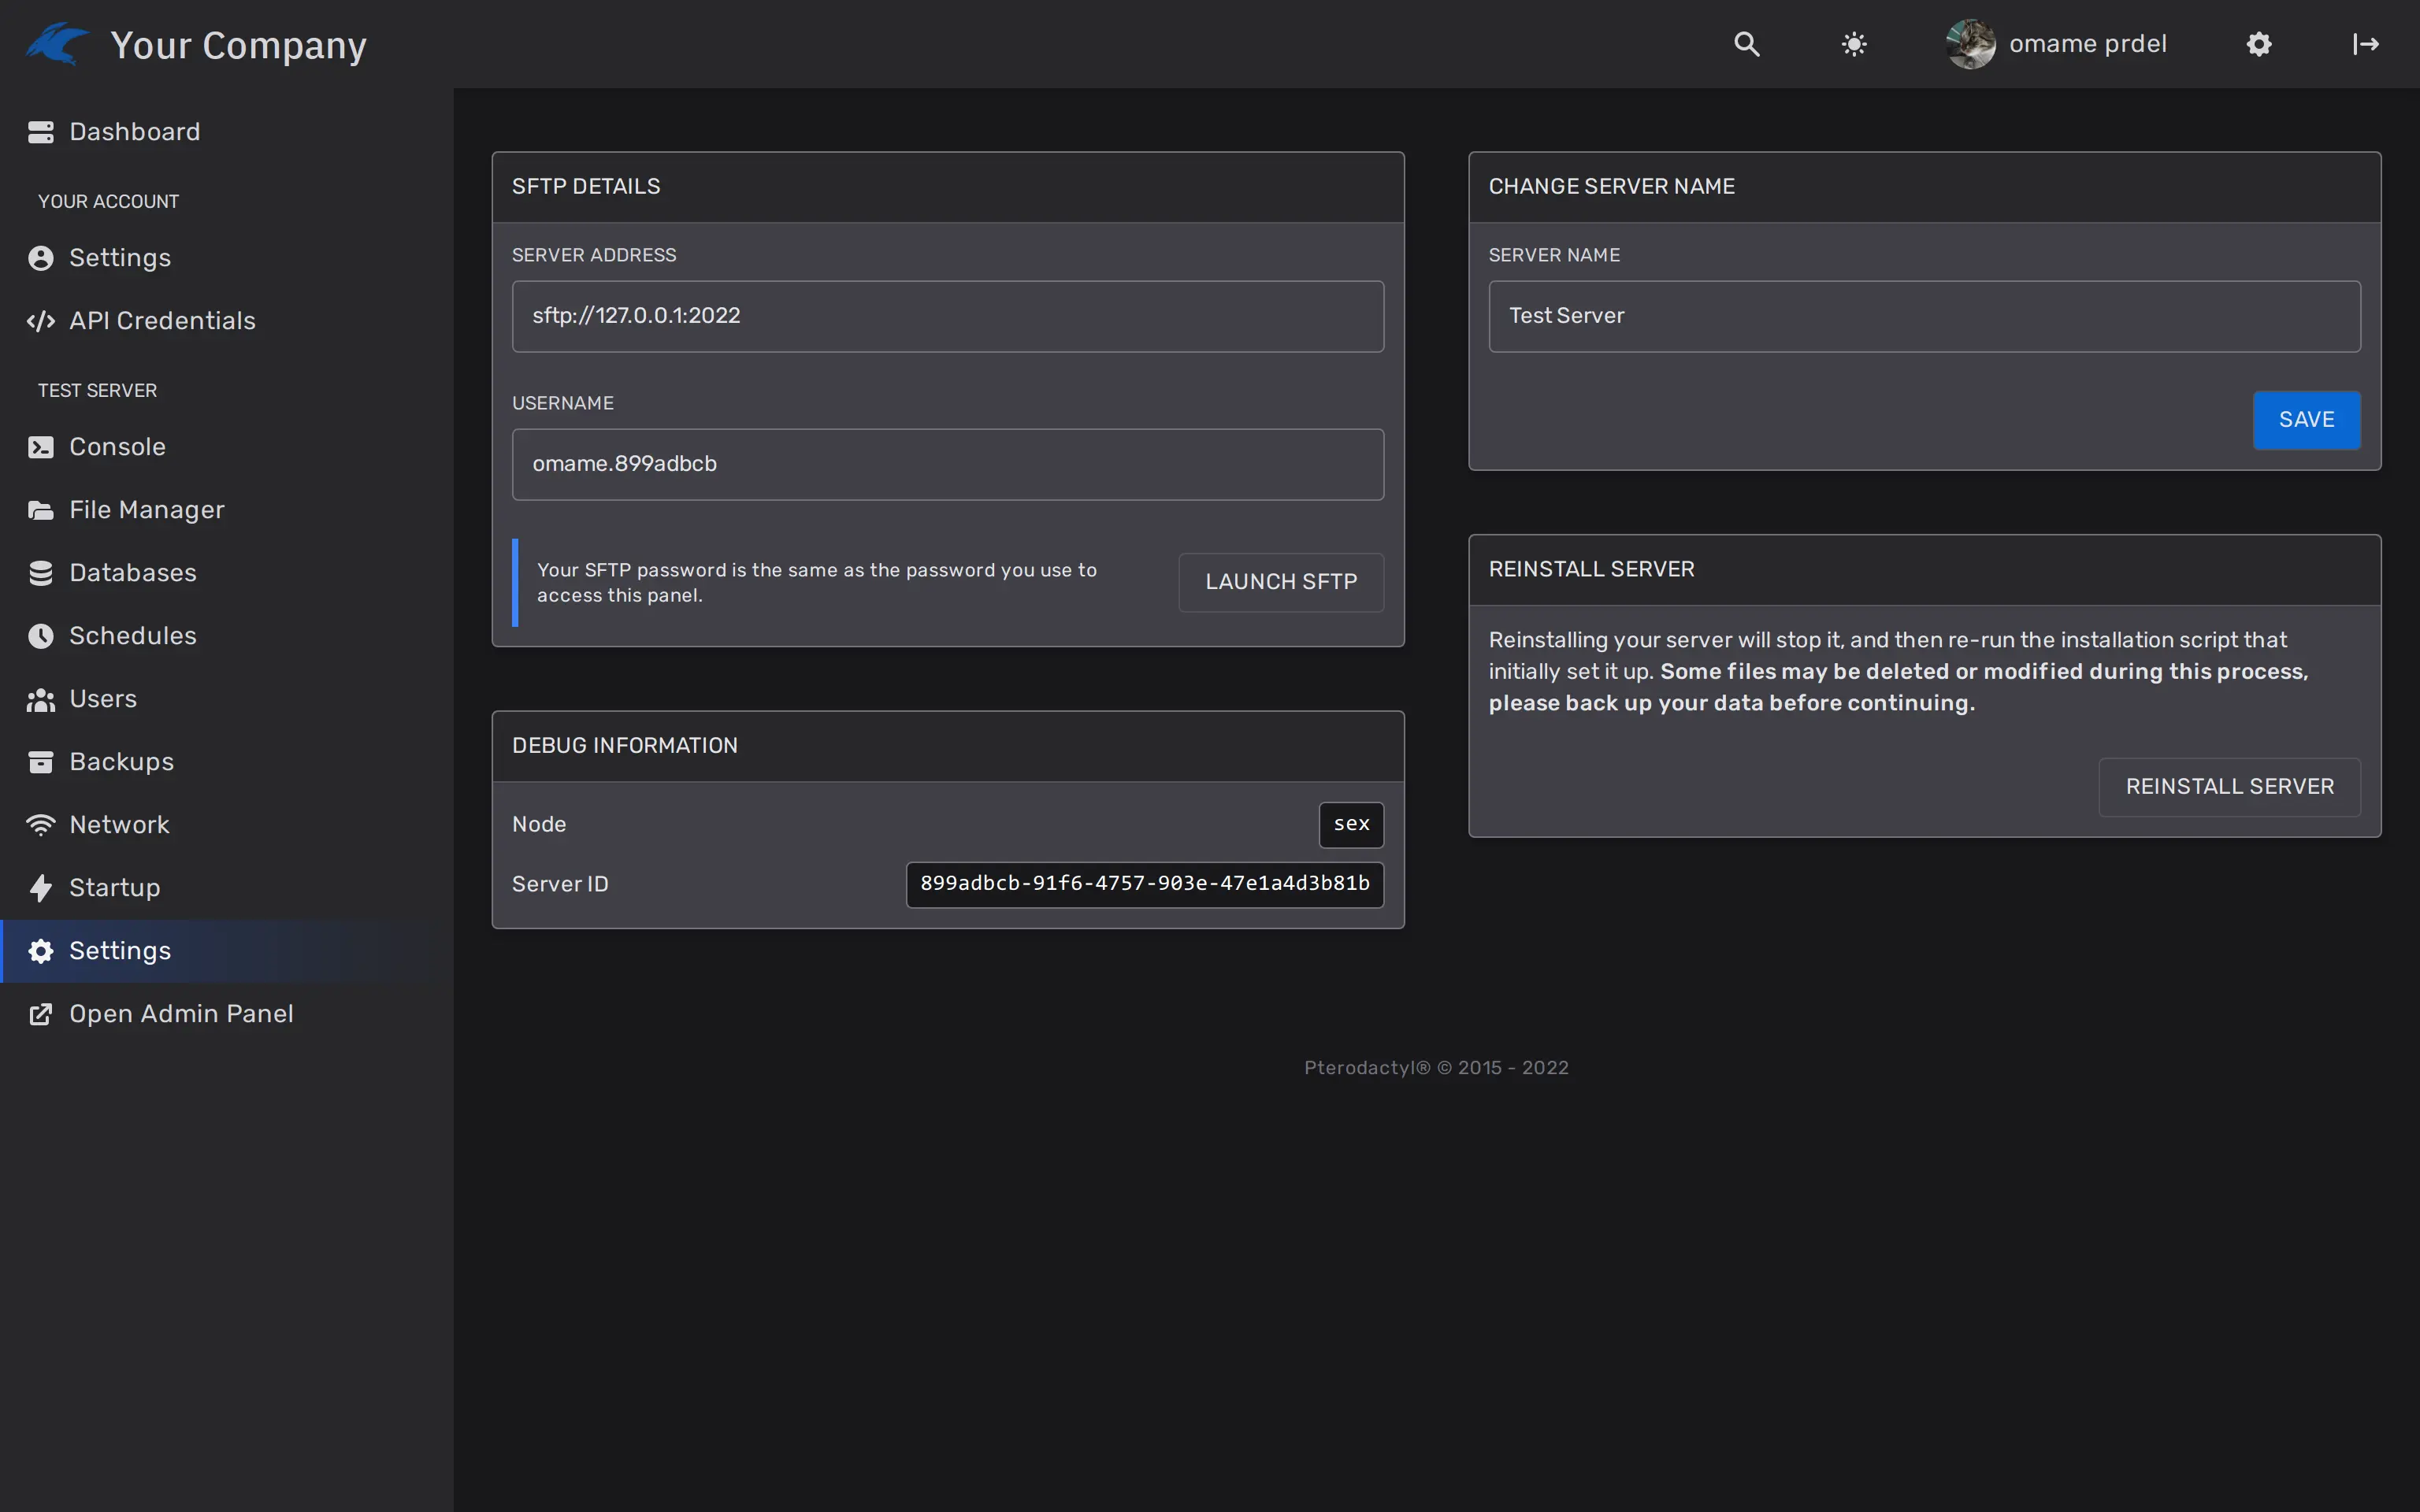 Your Company
omame prdel
Dashboard
YOUR ACCOUNT
Settings
API Credentials
TEST SERVER
Console
File Manager
Databases
Schedules
Users
Backups
Network
Startup
Settings
Open Admin Panel
SFTP DETAILS
SERVER ADDRESS
sftp://127.0.0.1:2022
USERNAME
omame.899adbcb
Your SFTP password is the same as the password you use to
access this panel.
LAUNCH SFTP
DEBUG INFORMATION
Node
sex
Server ID
899adbcb-91f6-4757-903e-47e1a4d3b81b
CHANGE SERVER NAME
SERVER NAME
Test Server
SAVE
REINSTALL SERVER
Reinstalling your server will stop it, and then re-run the installation script that
initially set it up. Some files may be deleted or modified during this process,
please back up your data before continuing.
REINSTALL SERVER
Pterodactyl® © 2015 - 2022